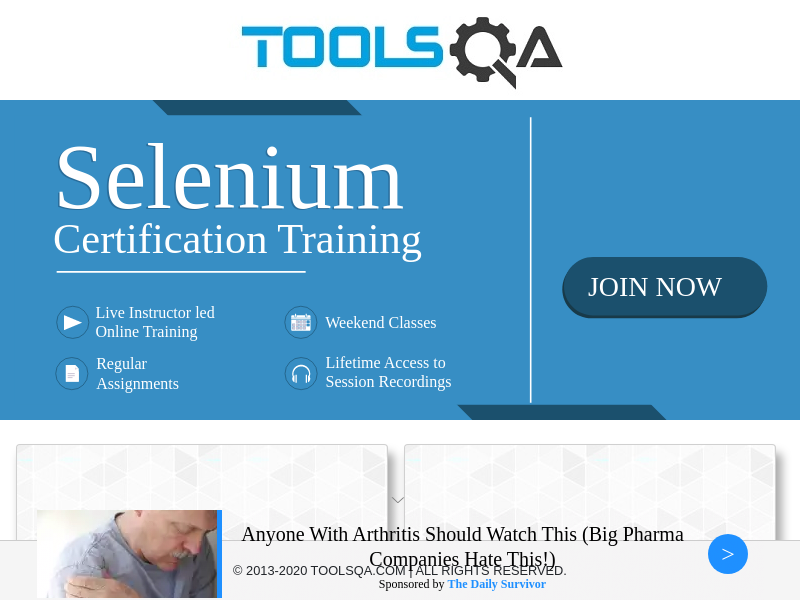 TOOLSQA
Selenium
Certification Training
Live Instructor led
Online Training
Weekend Classes
Regular
Assignments
Lifetime Access to
Session Recordings
JOIN NOW
Anyone With Arthritis Should Watch This (Big Pharma
Companies Hate This!)
© 2013-2020 TOOLSQA.COM | ALL RIGHTS RESERVED.
Sponsored by The Daily Survivor
>